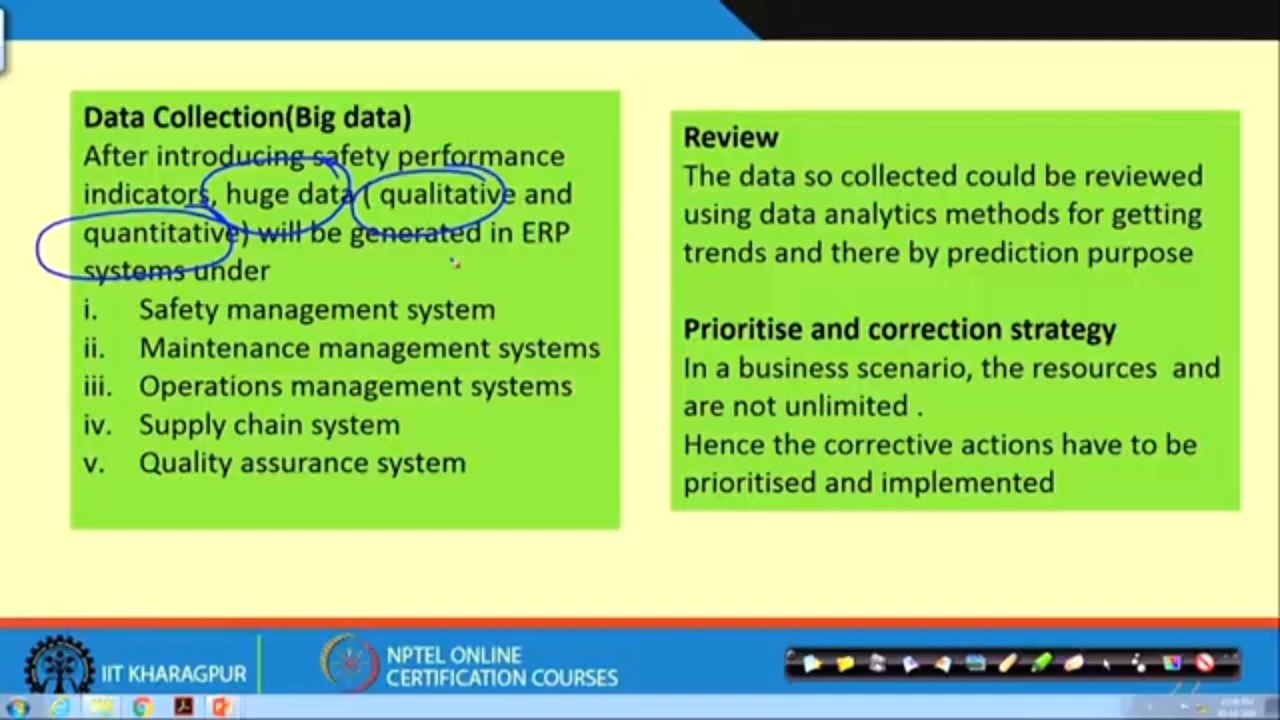 Data Collection(Big data)
After introducing safety performance
indicators, huge data ( qualitative and
quantitative) will be generated in ERP
systems under
i. Safety management system
ii. Maintenance management systems
iii. Operations management systems
iv. Supply chain system
v. Quality assurance system
Review
The data so collected could be reviewed
using data analytics methods for getting
trends and there by prediction purpose
Prioritise and correction strategy
In a business scenario, the resources and
are not unlimited .
Hence the corrective actions have to be
prioritised and implemented
IIT KHARAGPUR
NPTEL ONLINE
CERTIFICATION COURSES